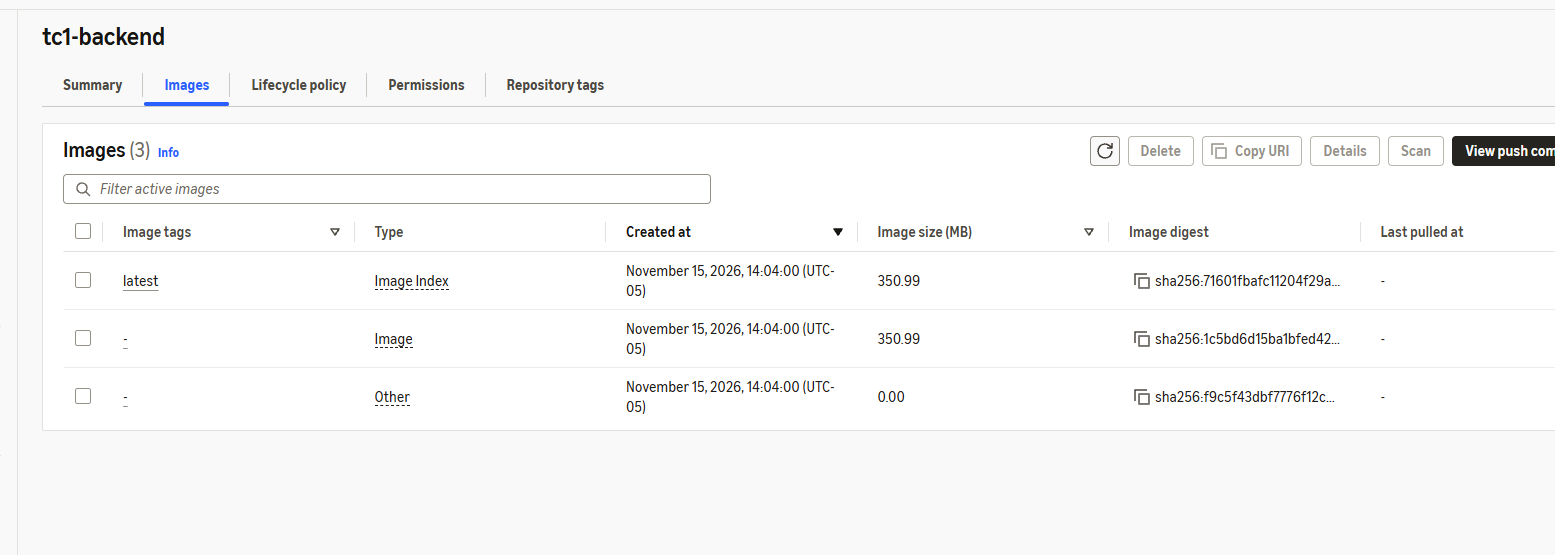 tc1-backend
Summary Images Lifecycle policy Permissions Repository tags
Images (3) Info
Delete Copy URI Details Scan View push com
Filter active images
Image tags Type Created at Image size (MB) Image digest Last pulled at
latest Image Index November 15, 2026, 14:04:00 (UTC-
05) 350.99 sha256:71601fbafc11204f29a... -
- Image November 15, 2026, 14:04:00 (UTC-
05) 350.99 sha256:1c5bd6d15ba1bfed42... -
- Other November 15, 2026, 14:04:00 (UTC-
05) 0.00 sha256:f9c5f43dbf7776f12c... -